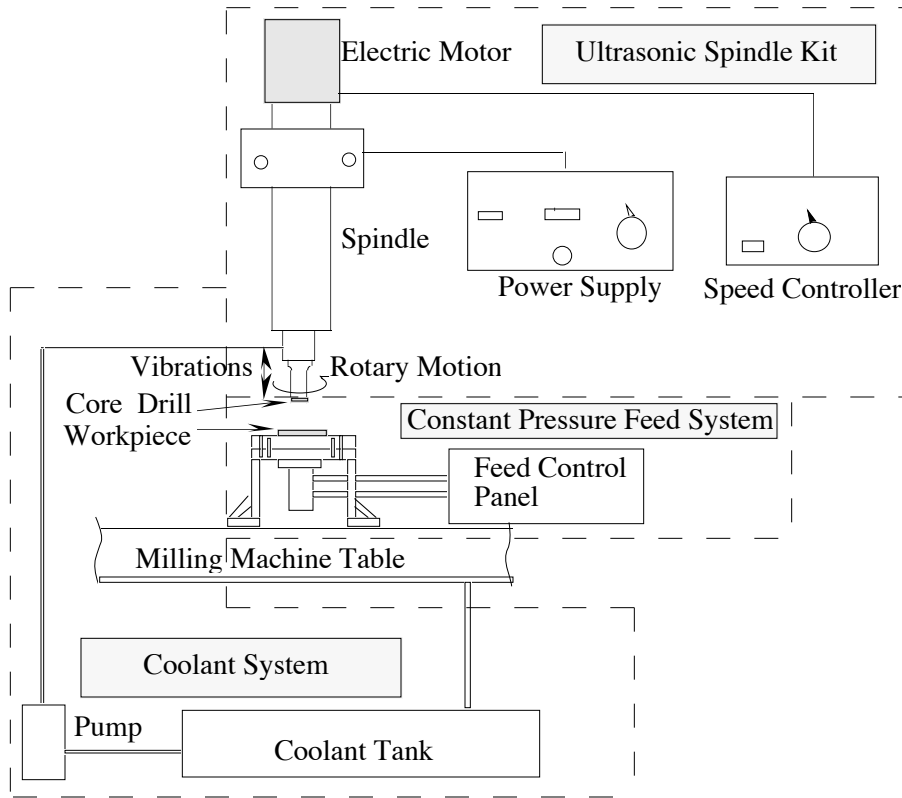 Electric Motor
Ultrasonic Spindle Kit
Spindle
Power Supply
Speed Controller
Vibrations
Rotary Motion
Core Drill
Workpiece
Constant Pressure Feed System
Feed Control
Panel
Milling Machine Table
Coolant System
Pump
Coolant Tank